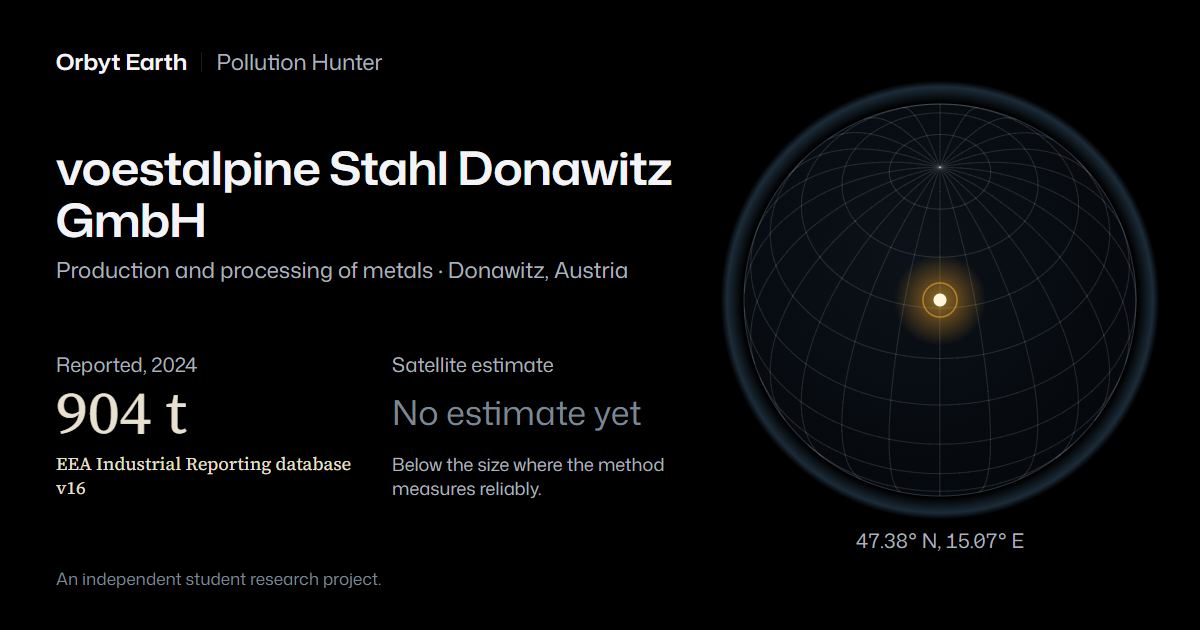 Orbyt Earth | Pollution Hunter
voestalpine Stahl Donawitz
GmbH
Production and processing of metals · Donawitz, Austria
Reported, 2024
904 t
EEA Industrial Reporting database
v16
Satellite estimate
No estimate yet
Below the size where the method
measures reliably.
47.38° N, 15.07° E
An independent student research project.